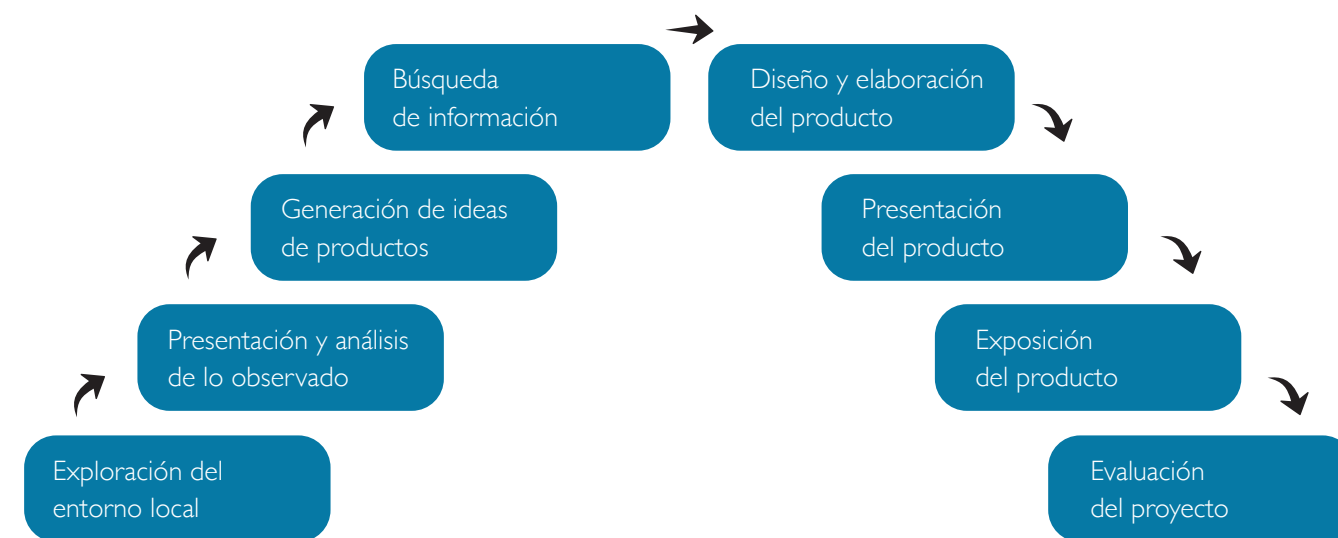 Exploración del
entorno local
Presentación y análisis
de lo observado
Generación de ideas
de productos
Búsqueda
de información
Diseño y elaboración
del producto
Presentación
del producto
Exposición
del producto
Evaluación
del proyecto